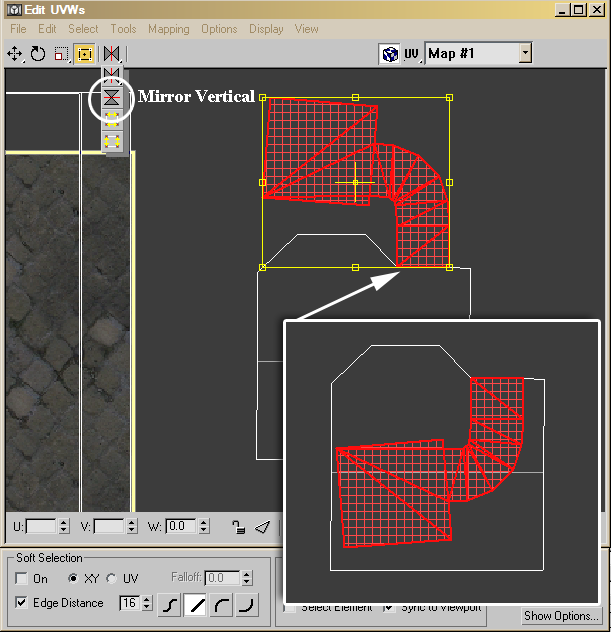 Edit UVWs
File Edit Select Tools Mapping Options Display View
UV Map #1
Mirror Vertical
U: V: W: 0.0
Soft Selection
On XY UV Falloff: 0.0
Edge Distance 16
Select Element Sync to Viewport
Show Options...